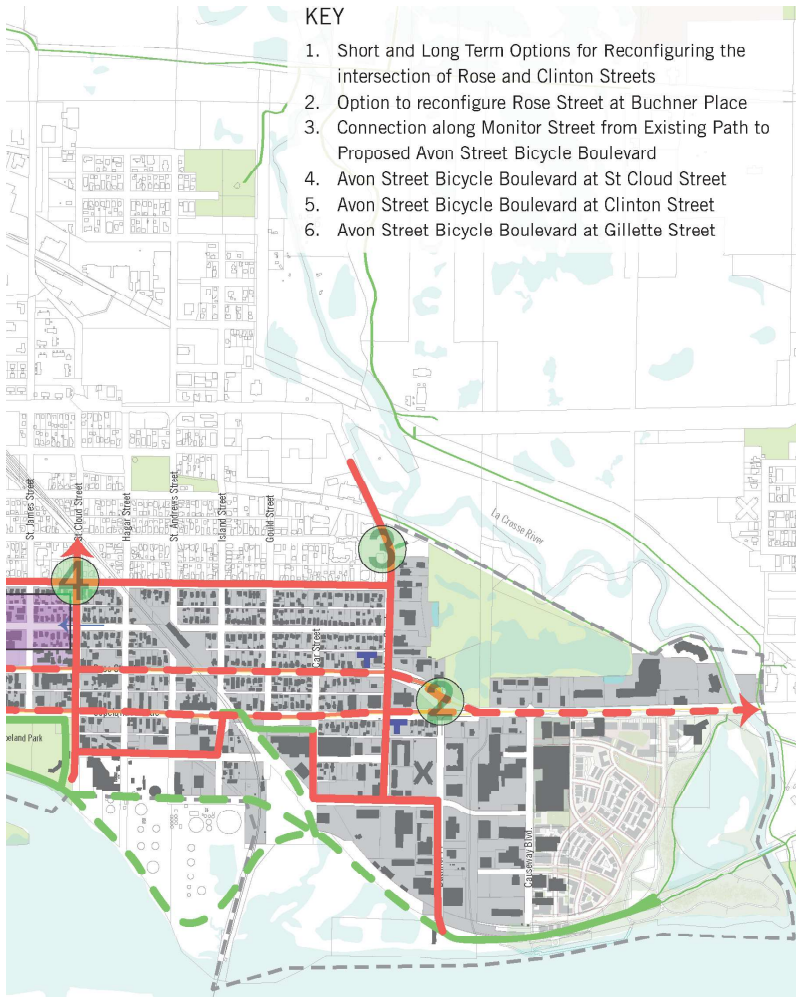 KEY
1. Short and Long Term Options for Reconfiguring the
intersection of Rose and Clinton Streets
2. Option to reconfigure Rose Street at Buchner Place
3. Connection along Monitor Street from Existing Path to
Proposed Avon Street Bicycle Boulevard
4. Avon Street Bicycle Boulevard at St Cloud Street
5. Avon Street Bicycle Boulevard at Clinton Street
6. Avon Street Bicycle Boulevard at Gillette Street
St. James Street
St Cloud Street
Hagar Street
St. Andrews Street
Island Street
Gould Street
La Crosse River
3
4
Car Street
2
peland Park
Causeway Blvd.